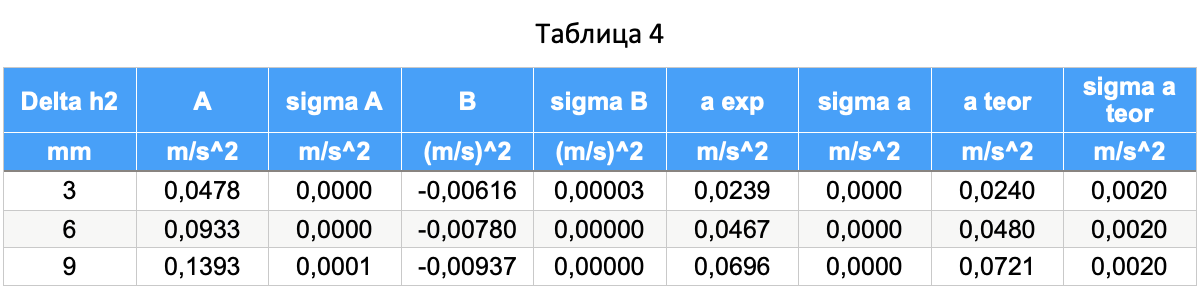 Таблица 4
Delta h2 A sigma A B sigma B a exp sigma a a teor sigma a teor
mm m/s^2 m/s^2 (m/s)^2 (m/s)^2 m/s^2 m/s^2 m/s^2 m/s^2
3 0,0478 0,0000 -0,00616 0,00003 0,0239 0,0000 0,0240 0,0020
6 0,0933 0,0000 -0,00780 0,00000 0,0467 0,0000 0,0480 0,0020
9 0,1393 0,0001 -0,00937 0,00000 0,0696 0,0000 0,0721 0,0020